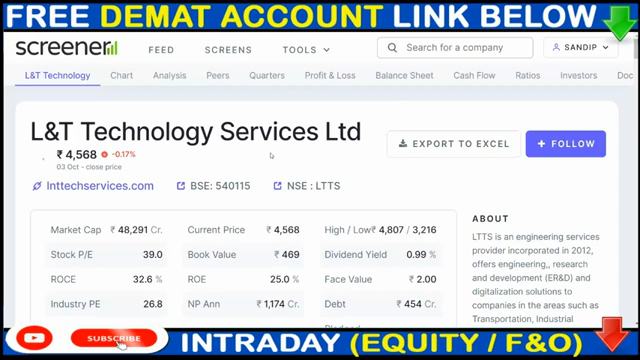 FREE DEMAT ACCOUNT LINK BELOW
screener
FEED SCREENS TOOLS Search for a company SANDIP
L&T Technology Chart Analysis Peers Quarters Profit & Loss Balance Sheet Cash Flow Ratios Investors Doc
L&T Technology Services Ltd
EXPORT TO EXCEL + FOLLOW
₹ 4,568 -0.17%
03 Oct - close price
lnttechservices.com BSE: 540115 NSE : LTTS
Market Cap ₹ 48,291 Cr.
Current Price ₹ 4,568
High / Low ₹ 4,807 / 3,216
Stock P/E 39.0
Book Value ₹ 469
Dividend Yield 0.99 %
ROCE 32.6 %
ROE 25.0 %
Face Value ₹ 2.00
Industry PE 26.8
NP Ann ₹ 1,174 Cr.
Debt ₹ 454 Cr.
ABOUT
LTTS is an engineering services
provider incorporated in 2012,
offers engineering,, research
and development (ER&D) and
digitalization solutions to
companies in the areas such as
Transportation, Industrial
SUBSCRIBE
INTRADAY (EQUITY / F&O)